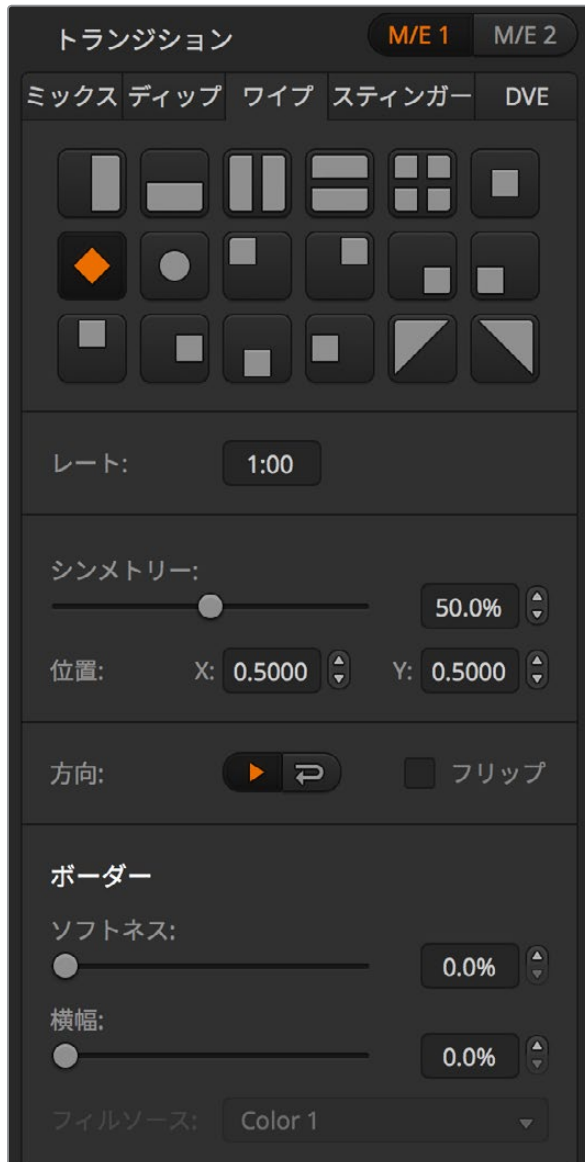 トランジション M/E 1 M/E 2
ミックス ディップ ワイプ スティンガー DVE
レート: 1:00
シンメトリー:
50.0%
位置: X: 0.5000 Y: 0.5000
方向: フリップ
ボーダー
ソフトネス:
0.0%
横幅:
0.0%
フィルソース: Color 1